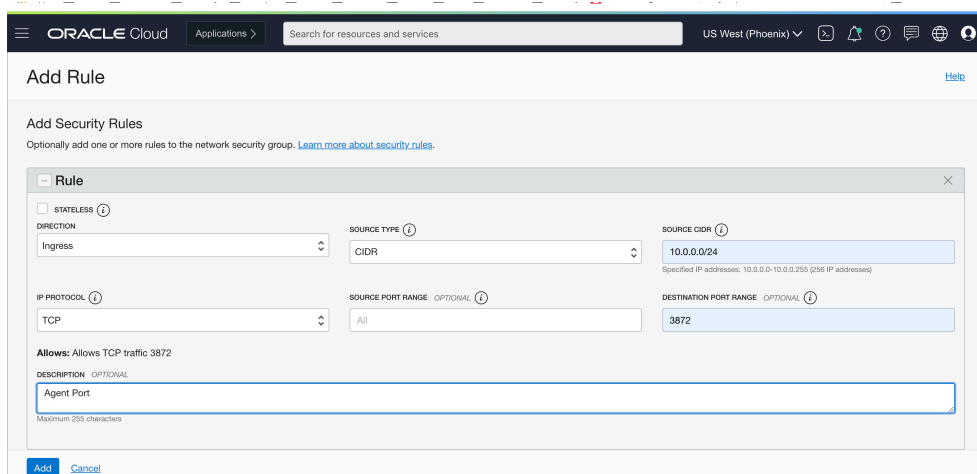 ORACLE Cloud
Applications >
Search for resources and services
US West (Phoenix)
Add Rule
Help
Add Security Rules
Optionally add one or more rules to the network security group. Learn more about security rules.
Rule
STATELESS
DIRECTION
Ingress
SOURCE TYPE
CIDR
SOURCE CIDR
10.0.0.0/24
Specified IP addresses: 10.0.0.0-10.0.0.255 (256 IP addresses)
IP PROTOCOL
TCP
SOURCE PORT RANGE OPTIONAL
All
DESTINATION PORT RANGE OPTIONAL
3872
Allows: Allows TCP traffic 3872
DESCRIPTION OPTIONAL
Agent Port
Maximum 255 characters
Add
Cancel